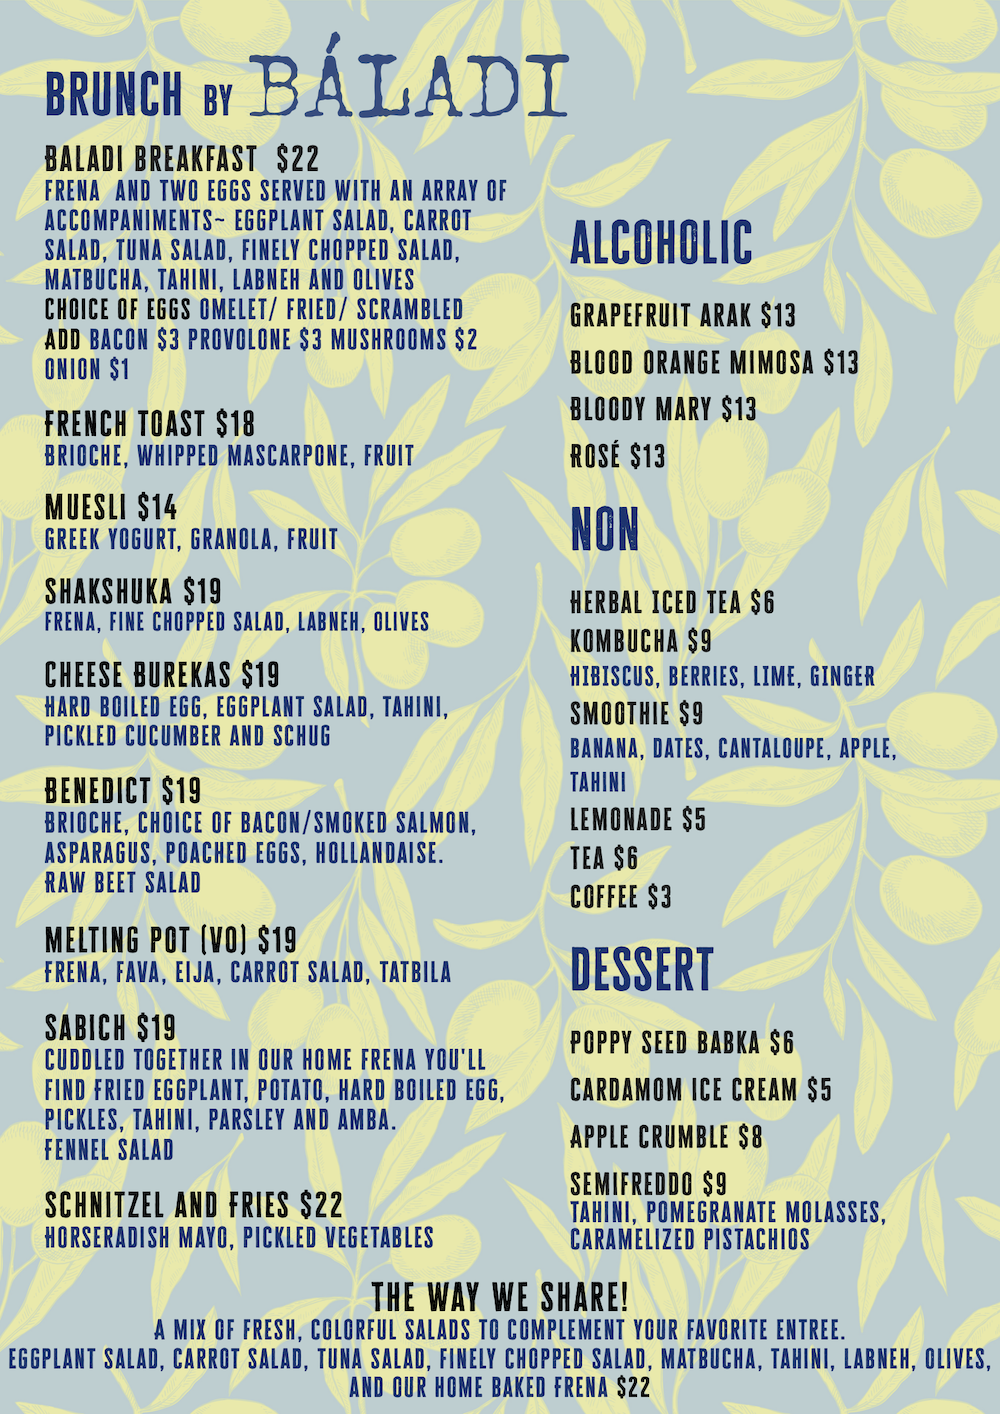 BRUNCH BY BÁLADI
BALADI BREAKFAST $22
FRENA AND TWO EGGS SERVED WITH AN ARRAY OF
ACCOMPANIMENTS~ EGGPLANT SALAD, CARROT
SALAD, TUNA SALAD, FINELY CHOPPED SALAD,
MATBUCHA, TAHINI, LABNEH AND OLIVES
CHOICE OF EGGS OMELET/ FRIED/ SCRAMBLED
ADD BACON $3 PROVOLONE $3 MUSHROOMS $2
ONION $1
FRENCH TOAST $18
BRIOCHE, WHIPPED MASCARPONE, FRUIT
MUESLI $14
GREEK YOGURT, GRANOLA, FRUIT
SHAKSHUKA $19
FRENA, FINE CHOPPED SALAD, LABNEH, OLIVES
CHEESE BUREKAS $19
HARD BOILED EGG, EGGPLANT SALAD, TAHINI,
PICKLED CUCUMBER AND SCHUG
BENEDICT $19
BRIOCHE, CHOICE OF BACON/SMOKED SALMON,
ASPARAGUS, POACHED EGGS, HOLLANDAISE.
RAW BEET SALAD
MELTING POT (VO) $19
FRENA, FAVA, EIJA, CARROT SALAD, TATBILA
SABICH $19
CUDDLED TOGETHER IN OUR HOME FRENA YOU'LL
FIND FRIED EGGPLANT, POTATO, HARD BOILED EGG,
PICKLES, TAHINI, PARSLEY AND AMBA.
FENNEL SALAD
SCHNITZEL AND FRIES $22
HORSERADISH MAYO, PICKLED VEGETABLES
ALCOHOLIC
GRAPEFRUIT ARAK $13
BLOOD ORANGE MIMOSA $13
BLOODY MARY $13
ROSÉ $13
NON
HERBAL ICED TEA $6
KOMBUCHA $9
HIBISCUS, BERRIES, LIME, GINGER
SMOOTHIE $9
BANANA, DATES, CANTALOUPE, APPLE,
TAHINI
LEMONADE $5
TEA $6
COFFEE $3
DESSERT
POPPY SEED BABKA $6
CARDAMOM ICE CREAM $5
APPLE CRUMBLE $8
SEMIFREDDO $9
TAHINI, POMEGRANATE MOLASSES,
CARAMELIZED PISTACHIOS
THE WAY WE SHARE!
A MIX OF FRESH, COLORFUL SALADS TO COMPLEMENT YOUR FAVORITE ENTREE.
EGGPLANT SALAD, CARROT SALAD, TUNA SALAD, FINELY CHOPPED SALAD, MATBUCHA, TAHINI, LABNEH, OLIVES,
AND OUR HOME BAKED FRENA $22